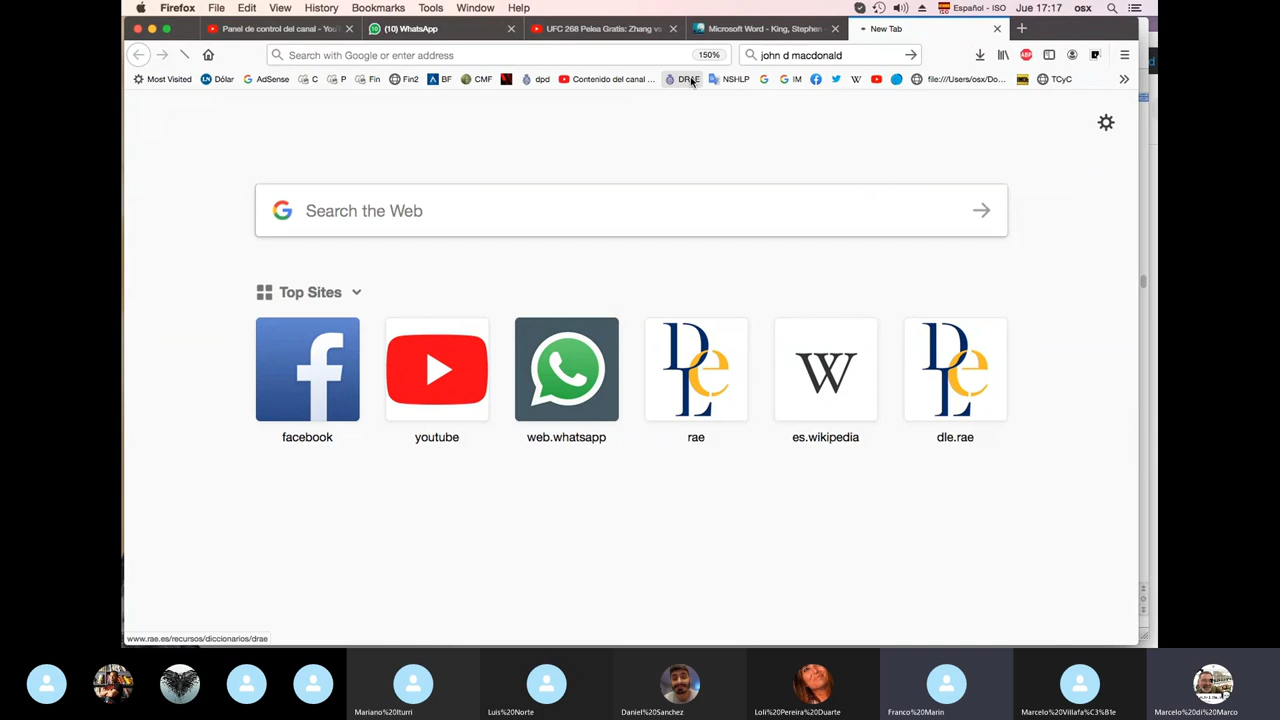 Firefox File Edit View History Bookmarks Tools Window Help Español - ISO Jue 17:17 osx
Panel de control del canal - You (10) WhatsApp UFC 268 Pelea Gratis: Zhang vs Microsoft Word - King, Stephen New Tab
Search with Google or enter address 150% john d macdonald
Most Visited Dólar AdSense C P Fin Fin2 BF CMF dpd Contenido del canal ... DRAE NSHLP IM file:///Users/osx/Do... TCyC
Search the Web
Top Sites
facebook youtube web.whatsapp rae es.wikipedia dle.rae
www.rae.es/recursos/diccionarios/drae
Mariano%20Iturri Luis%20Norte Daniel%20Sanchez Loli%20Pereira%20Duarte Franco%20Marin Marcelo%20Villafa%C3%B1e Marcelo%20di%20Marco